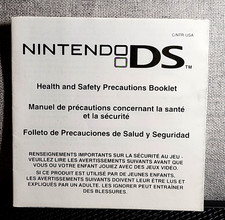 C/NTR USA
NINTENDO DS™
Health and Safety Precautions Booklet
Manuel de précautions concernant la santé
et la sécurité
Folleto de Precauciones de Salud y Seguridad
RENSEIGNEMENTS IMPORTANTS SUR LA SÉCURITÉ AU JEU -
VEUILLEZ LIRE LES AVERTISSEMENTS SUIVANTS AVANT QUE
VOUS OU VOTRE ENFANT JOUIEZ AVEC DES JEUX VIDÉO.
SI CE PRODUIT EST UTILISÉ PAR DE JEUNES ENFANTS,
LES AVERTISSEMENTS SUIVANTS DOIVENT LEUR ÊTRE LUS ET
EXPLIQUÉS PAR UN ADULTE. LES IGNORER PEUT ENTRAÎNER
DES BLESSURES.